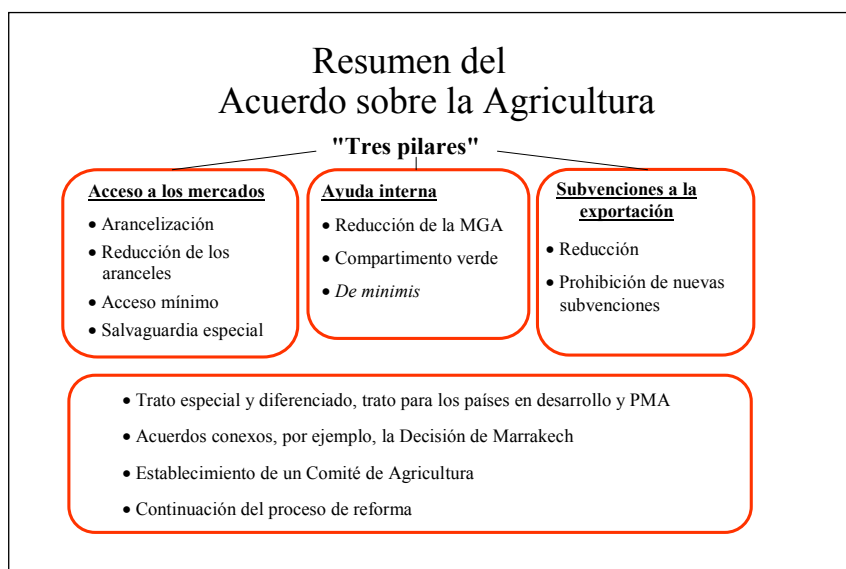 Resumen del
Acuerdo sobre la Agricultura
"Tres pilares"
Acceso a los mercados
• Arancelización
• Reducción de los
aranceles
• Acceso mínimo
• Salvaguardia especial
Ayuda interna
• Reducción de la MGA
• Compartimento verde
• De minimis
Subvenciones a la
exportación
• Reducción
• Prohibición de nuevas
subvenciones
• Trato especial y diferenciado, trato para los países en desarrollo y PMA
• Acuerdos conexos, por ejemplo, la Decisión de Marrakech
• Establecimiento de un Comité de Agricultura
• Continuación del proceso de reforma